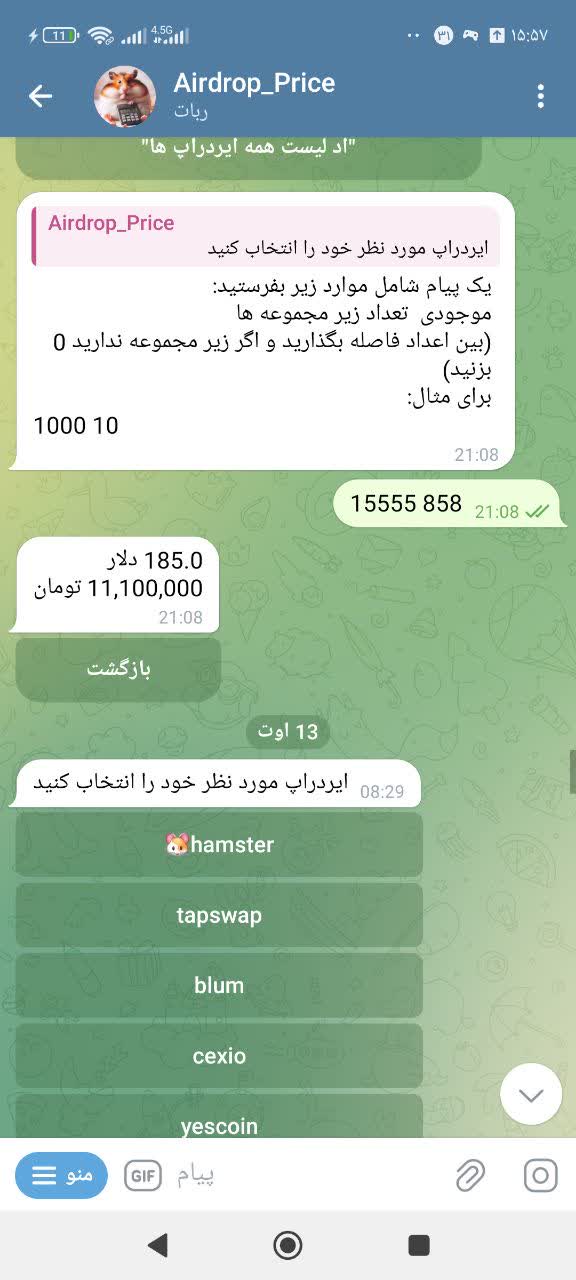 11
4.5G
۳۱
۱۵:۵۷
Airdrop_Price
ربات
"اد لیست همه ایردراپ ها"
Airdrop_Price
ایردراپ مورد نظر خود را انتخاب کنید
یک پیام شامل موارد زیر بفرستید:
موجودی  تعداد زیر مجموعه ها
(بین اعداد فاصله بگذارید و اگر زیر مجموعه ندارید 0
بزنید)
برای مثال:
1000 10
21:08
15555 858
21:08
185.0 دلار
11,100,000 تومان
21:08
بازگشت
13 اوت
ایردراپ مورد نظر خود را انتخاب کنید
08:29
🐹hamster
tapswap
blum
cexio
yescoin
منو
GIF
پیام